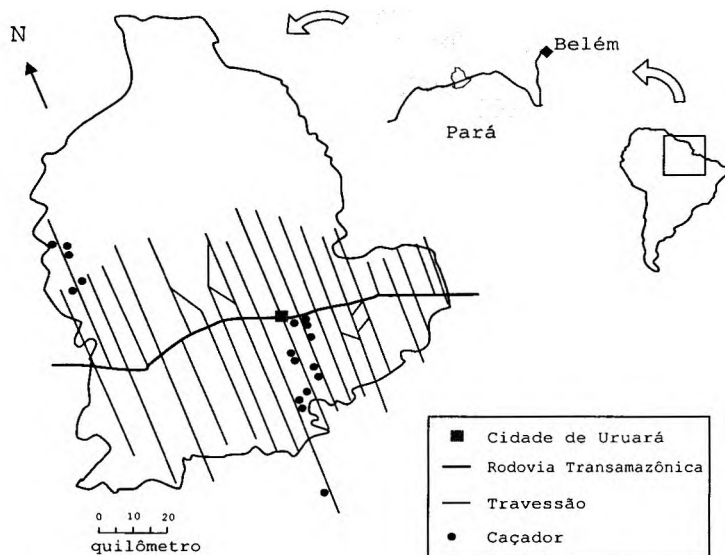 N
Belém
Pará
Cidade de Uruará
Rodovia Transamazônica
Travessão
Caçador
0 10 20
quilômetro